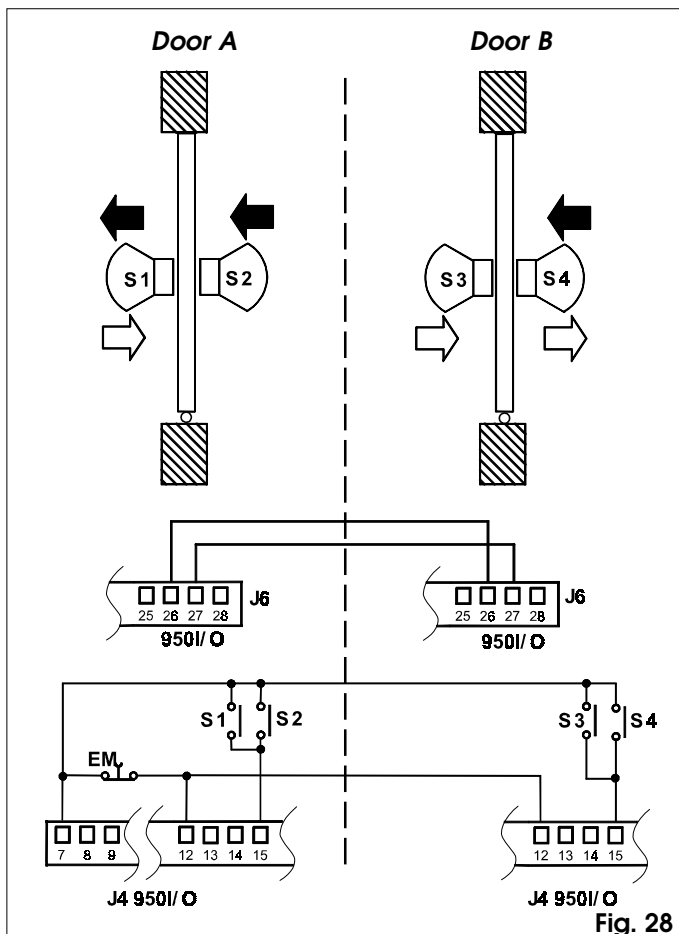 Door A Door B
S1 S2 S3 S4
25 26 27 28 J6 25 26 27 28 J6
950I/O 950I/O
S1 S2 S3 S4
EM
7 8 9 12 13 14 15 12 13 14 15
J4 950I/O J4 950I/O
Fig. 28